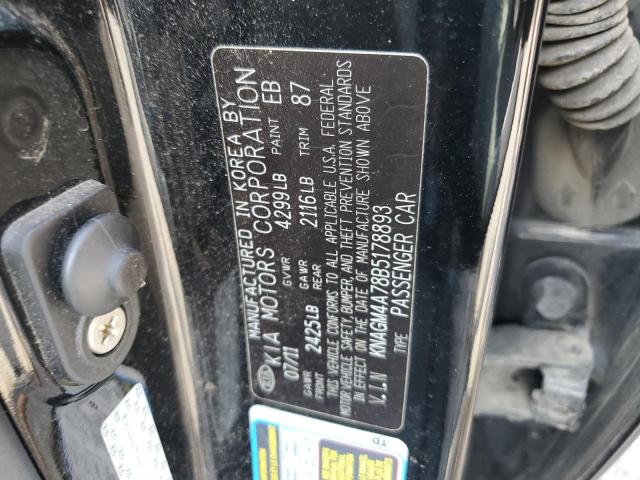 MANUFACTURED IN KOREA BY
KIA KIA MOTORS CORPORATION
07/11 GVWR 4299LB PAINT EB
GAWR FRONT 2425LB GAWR REAR 2116LB TRIM 87
THIS VEHICLE CONFORMS TO ALL APPLICABLE U.S.A. FEDERAL
MOTOR VEHICLE SAFETY, BUMPER, AND THEFT PREVENTION STANDARDS
IN EFFECT ON THE DATE OF MANUFACTURE SHOWN ABOVE
V.I.N KNAGM4A78B5178893
TYPE PASSENGER CAR